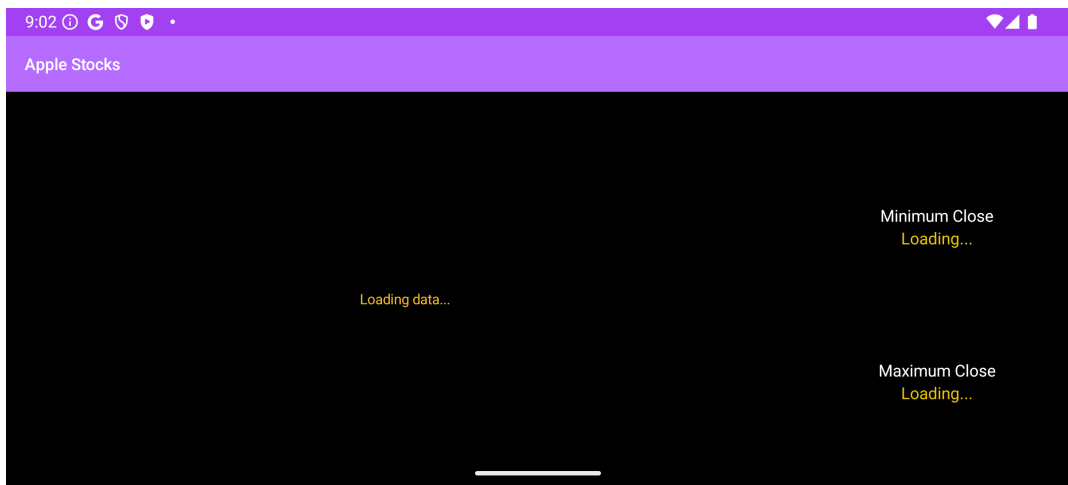 9:02
Apple Stocks
Minimum Close
Loading...
Loading data...
Maximum Close
Loading...